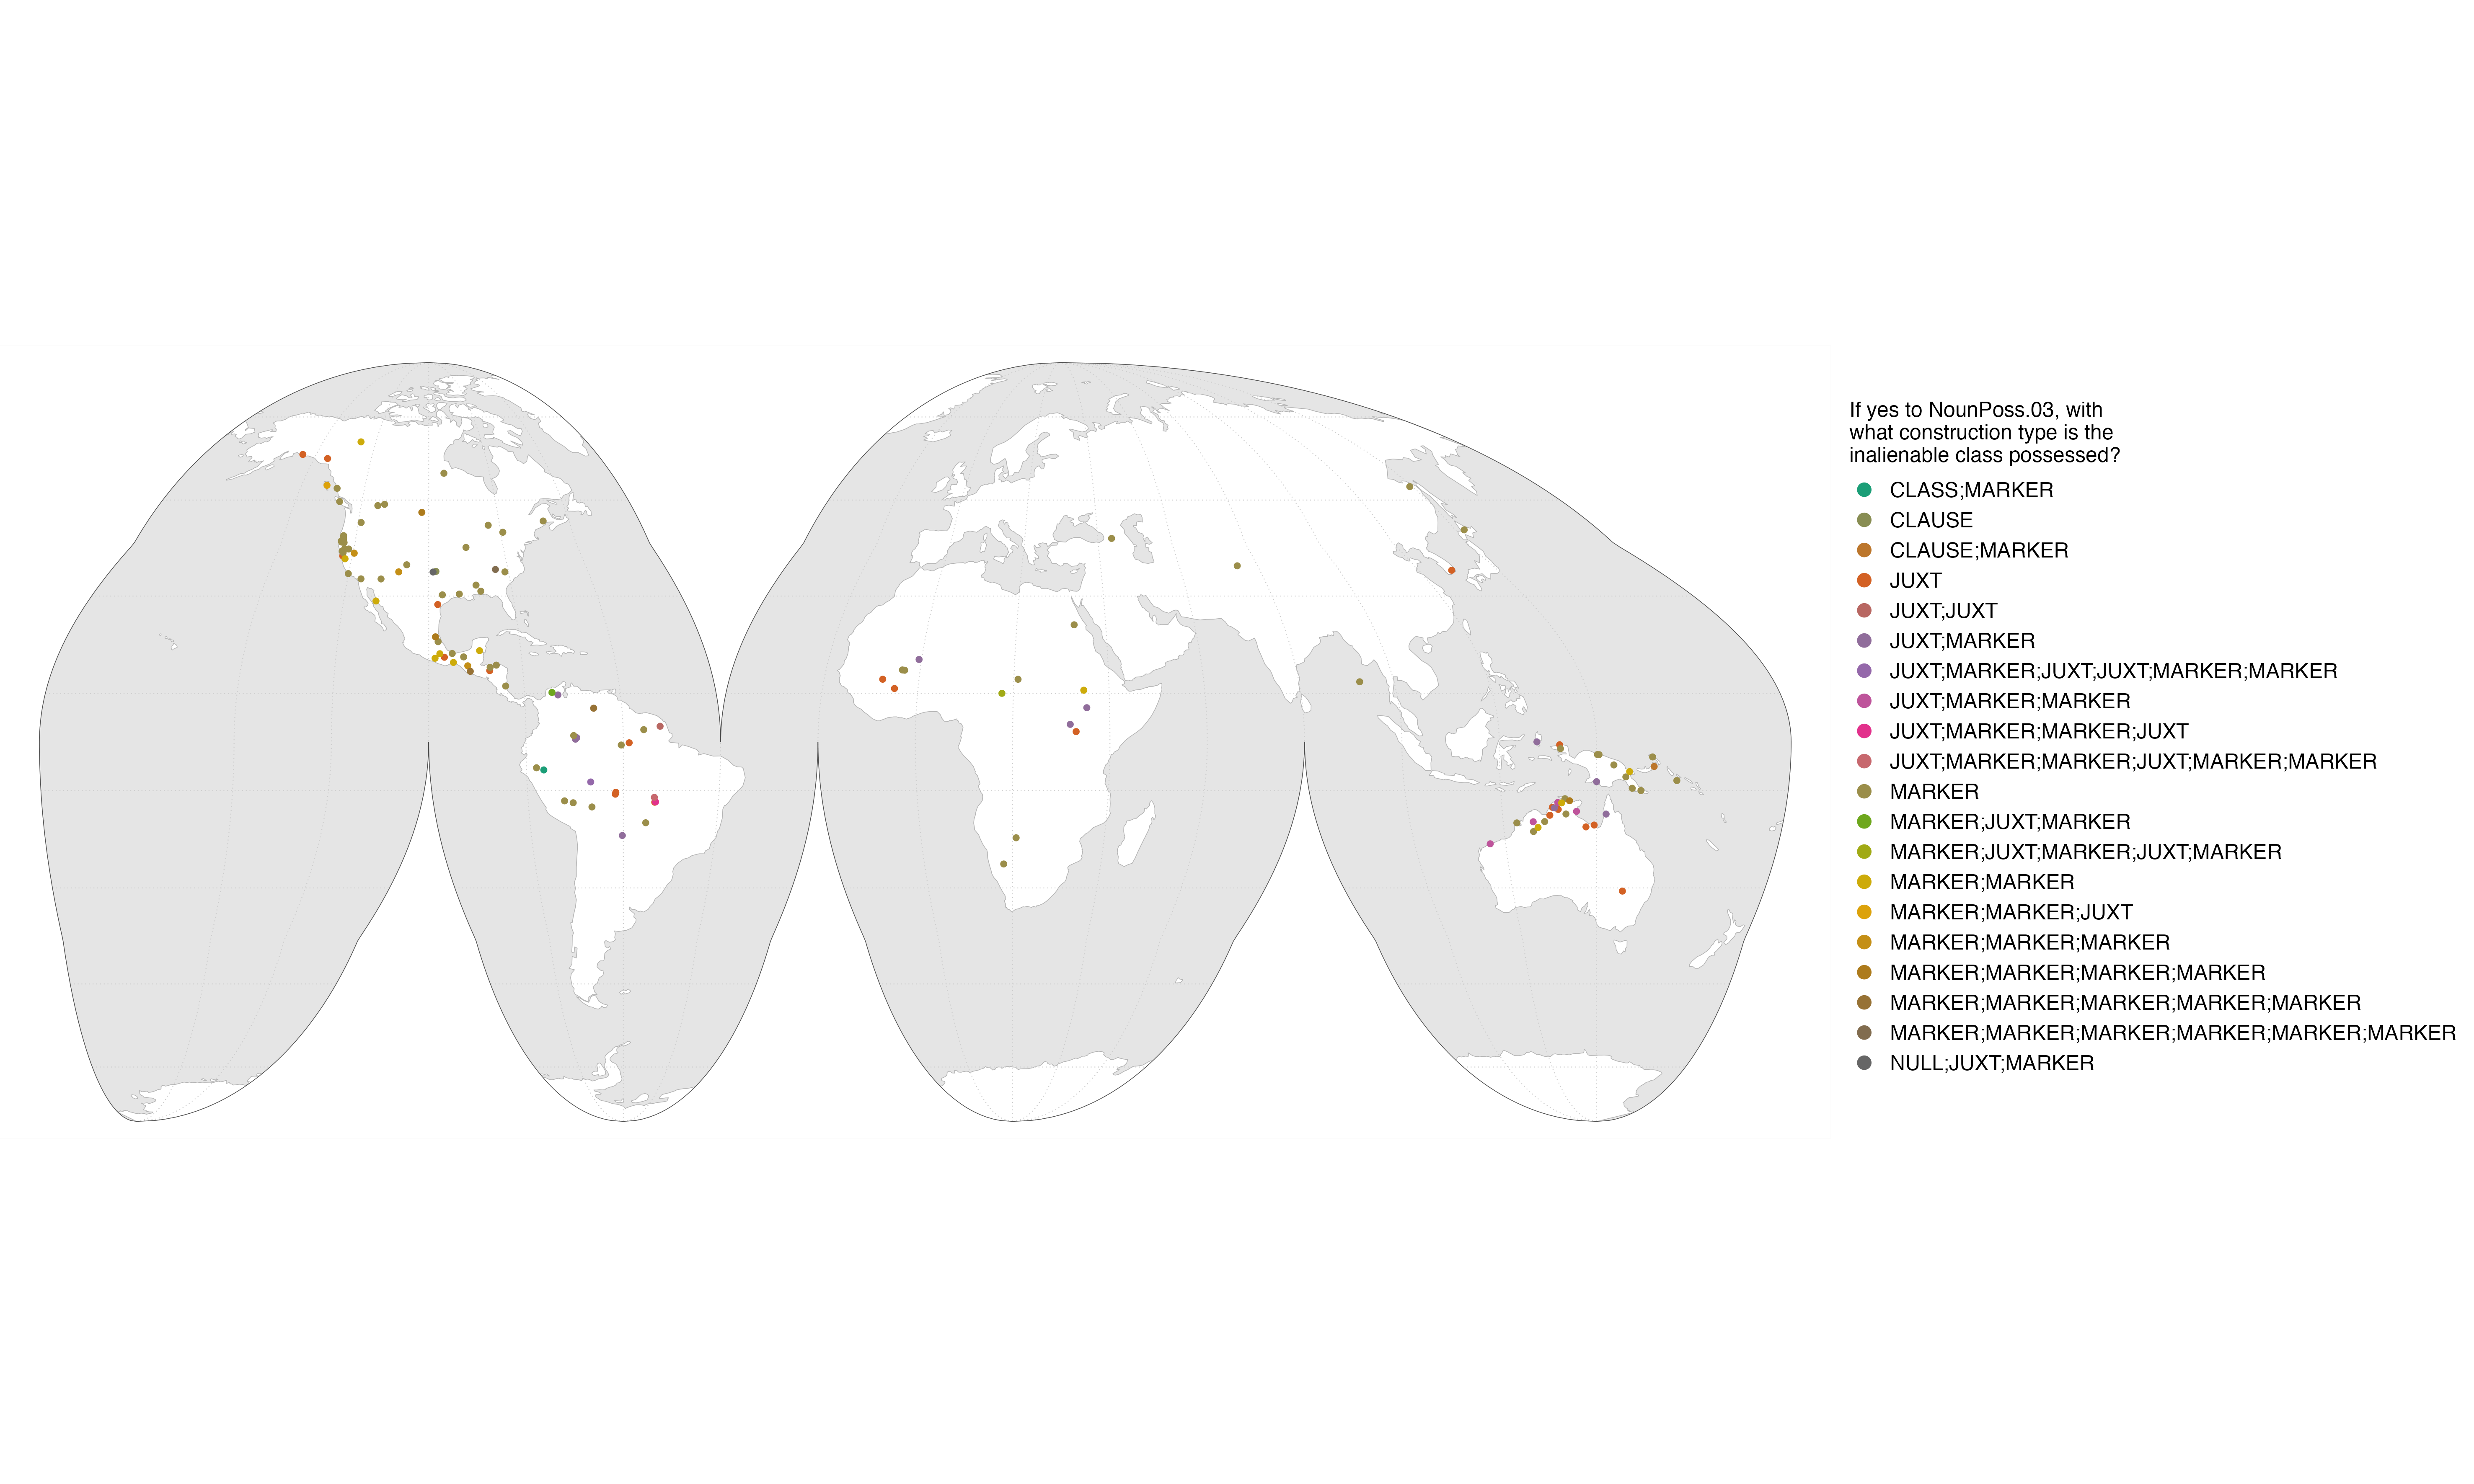 If yes to NounPoss.03, with
what construction type is the
inalienable class possessed?
CLASS;MARKER
CLAUSE
CLAUSE;MARKER
JUXT
JUXT;JUXT
JUXT;MARKER
JUXT;MARKER;JUXT;JUXT;MARKER;MARKER
JUXT;MARKER;MARKER
JUXT;MARKER;MARKER;JUXT
JUXT;MARKER;MARKER;JUXT;MARKER;MARKER
MARKER
MARKER;JUXT;MARKER
MARKER;JUXT;MARKER;JUXT;MARKER
MARKER;MARKER
MARKER;MARKER;JUXT
MARKER;MARKER;MARKER
MARKER;MARKER;MARKER;MARKER
MARKER;MARKER;MARKER;MARKER;MARKER
MARKER;MARKER;MARKER;MARKER;MARKER;MARKER
NULL;JUXT;MARKER